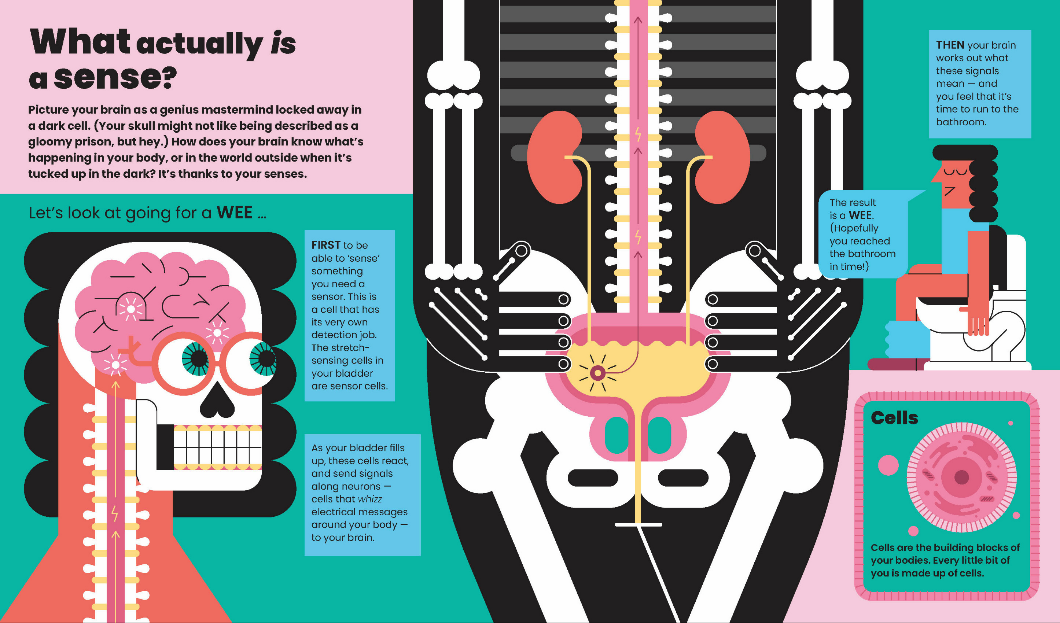 What actually is
a sense?
Picture your brain as a genius mastermind locked away in
a dark cell. (Your skull might not like being described as a
gloomy prison, but hey.) How does your brain know what's
happening in your body, or in the world outside when it's
tucked up in the dark? It's thanks to your senses.
Let's look at going for a WEE ...
FIRST to be
able to ‘sense’
something
you need a
sensor. This is
a cell that has
its very own
detection job.
The stretch-
sensing cells in
your bladder
are sensor cells.
As your bladder fills
up, these cells react,
and send signals
along neurons —
cells that whizz
electrical messages
around your body —
to your brain.
THEN your brain
works out what
these signals
mean — and
you feel that it's
time to run to the
bathroom.
The result
is a WEE.
(Hopefully
you reached
the bathroom
in time!)
Cells
Cells are the building blocks of
your bodies. Every little bit of
you is made up of cells.